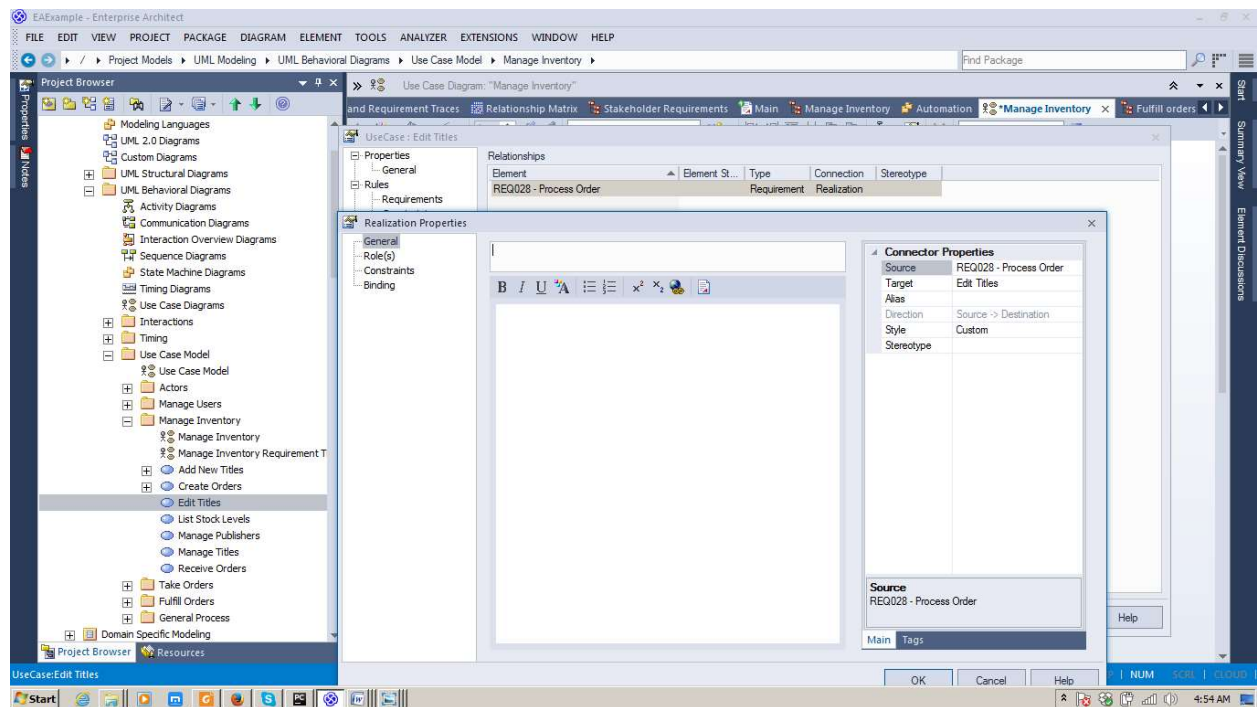 EAExample - Enterprise Architect
FILE EDIT VIEW PROJECT PACKAGE DIAGRAM ELEMENT TOOLS ANALYZER EXTENSIONS WINDOW HELP
/ Project Models UML Modeling UML Behavioral Diagrams Use Case Model Manage Inventory
Find Package
Properties
Notes
Project Browser
Modeling Languages
UML 2.0 Diagrams
Custom Diagrams
UML Structural Diagrams
UML Behavioral Diagrams
Activity Diagrams
Communication Diagrams
Interaction Overview Diagrams
Sequence Diagrams
State Machine Diagrams
Timing Diagrams
Use Case Diagrams
Interactions
Timing
Use Case Model
Use Case Model
Actors
Manage Users
Manage Inventory
Manage Inventory
Manage Inventory Requirement T
Add New Titles
Create Orders
Edit Titles
List Stock Levels
Manage Publishers
Manage Titles
Receive Orders
Take Orders
Fulfill Orders
General Process
Domain Specific Modeling
Project Browser Resources
Use Case Diagram: "Manage Inventory"
and Requirement Traces Relationship Matrix Stakeholder Requirements Main Manage Inventory Automation *Manage Inventory Fulfill orders
UseCase : Edit Titles
Properties
General
Rules
Requirements
Relationships
Element Element St... Type Connection Stereotype
REQ028 - Process Order Requirement Realization
Realization Properties
General
Role(s)
Constraints
Binding
B I U A x² x₂
Connector Properties
Source REQ028 - Process Order
Target Edit Titles
Alias
Direction Source -> Destination
Style Custom
Stereotype
Source
REQ028 - Process Order
Main Tags
OK Cancel Help
Help
Start
Summary View
Element Discussions
UseCase:Edit Titles
NUM SCRL CLOUD
Start
4:54 AM